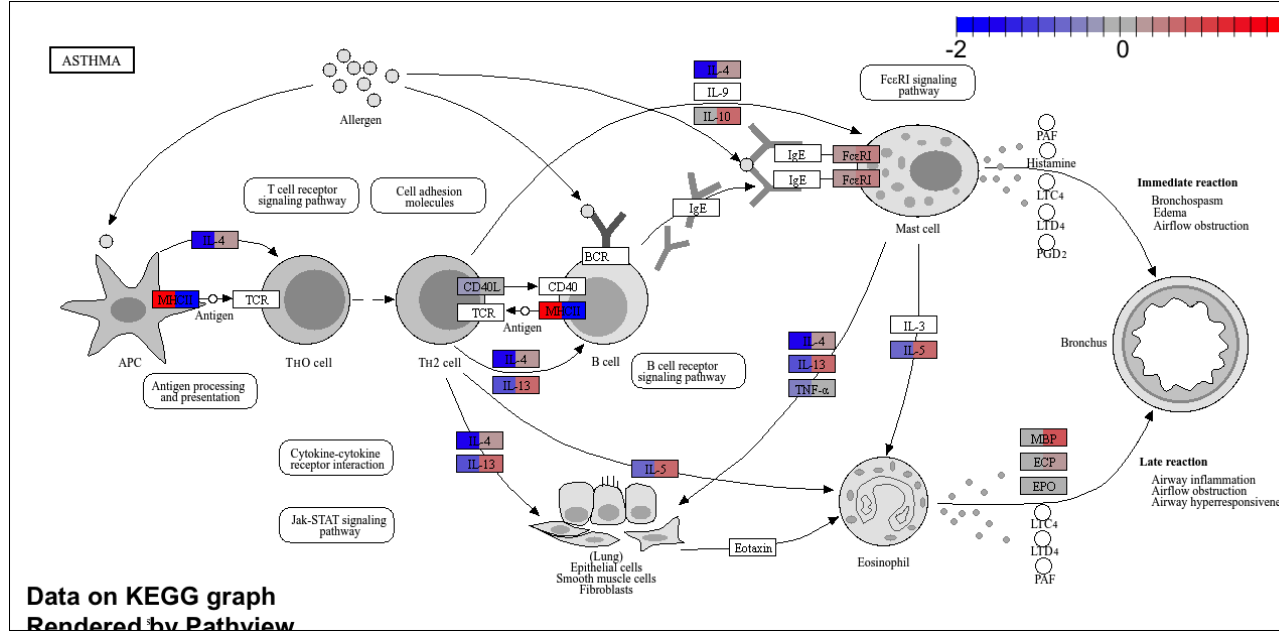 -2
0
ASTHMA
Allergen
IL-4
IL-9
IL-10
FcεRI signaling
pathway
T cell receptor
signaling pathway
Cell adhesion
molecules
IgE
FcεRI
IgE
FcεRI
IgE
Mast cell
PAF
Histamine
LTC4
LTD4
PGD2
Immediate reaction
Bronchospasm
Edema
Airflow obstruction
IL-4
BCR
MHCII
Antigen
TCR
CD40L
CD40
TCR
Antigen
MHCII
APC
TH0 cell
TH2 cell
B cell
IL-4
IL-13
B cell receptor
signaling pathway
IL-4
IL-13
TNF-α
IL-3
IL-5
Bronchus
Antigen processing
and presentation
Cytokine-cytokine
receptor interaction
Jak-STAT signaling
pathway
IL-4
IL-13
IL-5
MBP
ECP
EPO
Late reaction
Airway inflammation
Airflow obstruction
Airway hyperresponsivene
LTC4
LTD4
PAF
Eotaxin
Eosinophil
(Lung)
Epithelial cells
Smooth muscle cells
Fibroblasts
Data on KEGG graph
Rendered by Pathview